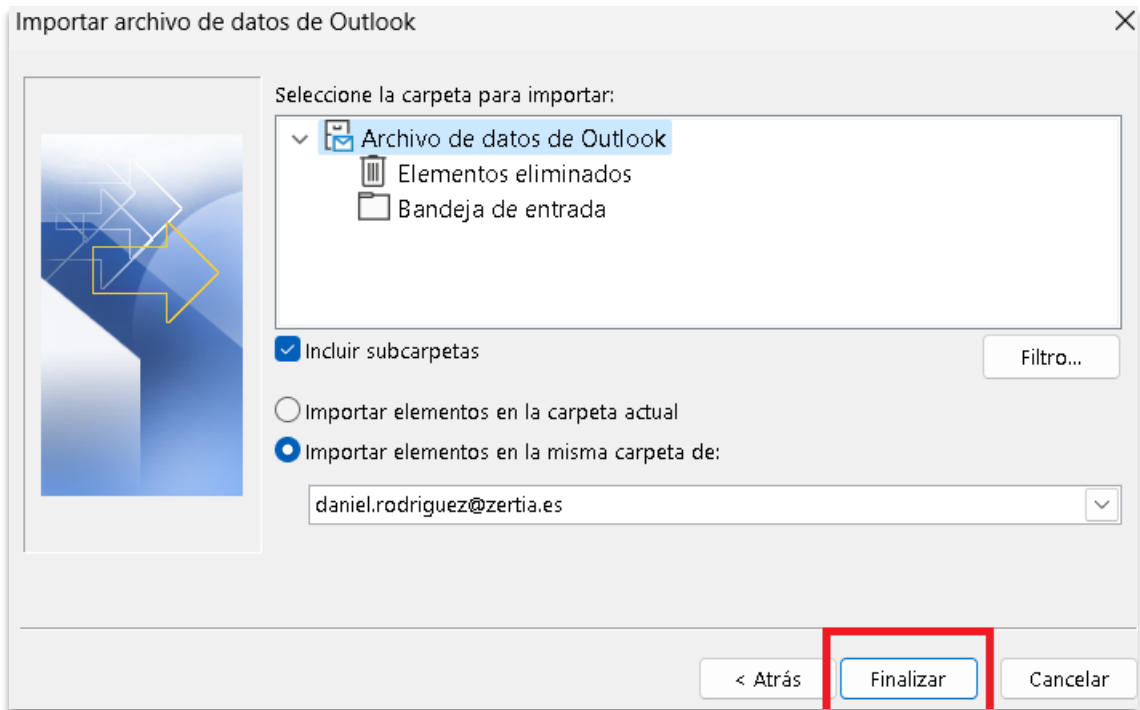 Importar archivo de datos de Outlook
Seleccione la carpeta para importar:
Archivo de datos de Outlook
Elementos eliminados
Bandeja de entrada
Incluir subcarpetas
Filtro...
Importar elementos en la carpeta actual
Importar elementos en la misma carpeta de:
daniel.rodriguez@zertia.es
< Atrás
Finalizar
Cancelar